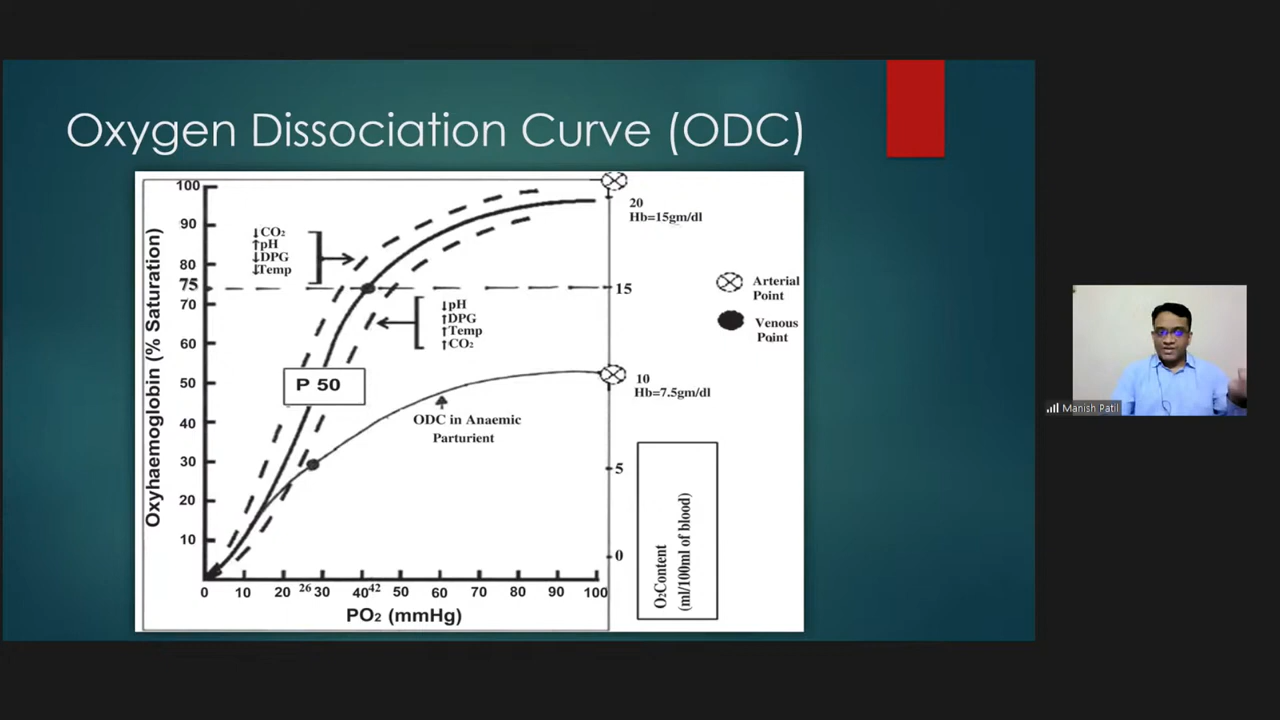 Oxygen Dissociation Curve (ODC)
Oxyhaemoglobin (% Saturation)
100
90
80
75
70
60
50
40
30
20
10
↓CO₂
↑pH
↓DPG
↓Temp
↓pH
↑DPG
↑Temp
↑CO₂
P 50
ODC in Anaemic
Parturient
0 10 20 26 30 40 42 50 60 70 80 90 100
PO₂ (mmHg)
20
Hb=15gm/dl
15
10
Hb=7.5gm/dl
5
0
Arterial
Point
Venous
Point
O₂Content
(ml/100ml of blood)
Manish Patil